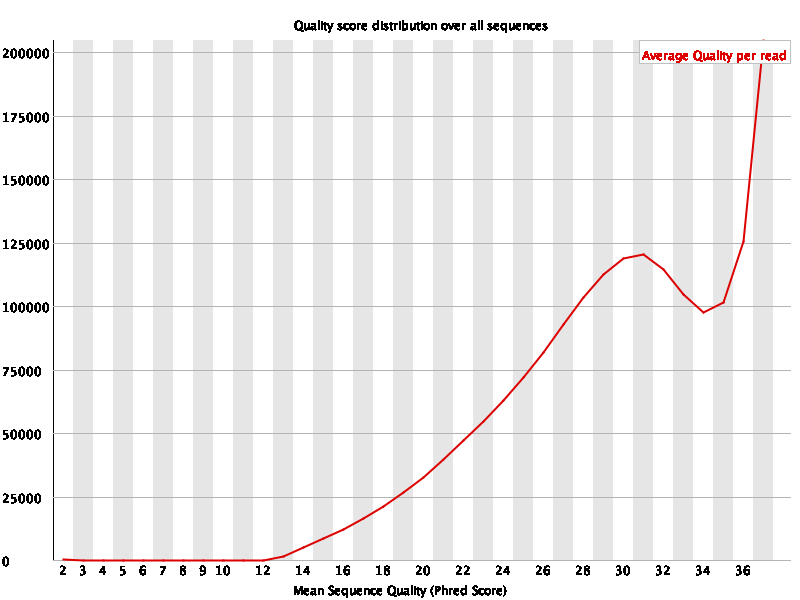 Quality score distribution over all sequences
Average Quality per read
200000
175000
150000
125000
100000
75000
50000
25000
0
2 3 4 5 6 7 8 9 10 12 14 16 18 20 22 24 26 28 30 32 34 36
Mean Sequence Quality (Phred Score)